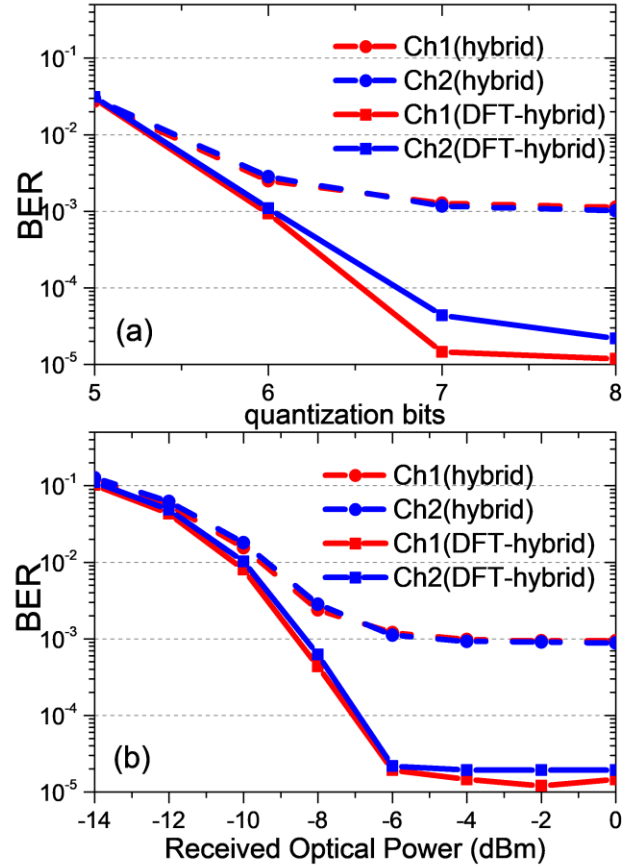 10⁻¹
10⁻²
10⁻³
10⁻⁴
10⁻⁵
BER
Ch1(hybrid)
Ch2(hybrid)
Ch1(DFT-hybrid)
Ch2(DFT-hybrid)
(a)
5 6 7 8
quantization bits
10⁻¹
10⁻²
10⁻³
10⁻⁴
10⁻⁵
BER
Ch1(hybrid)
Ch2(hybrid)
Ch1(DFT-hybrid)
Ch2(DFT-hybrid)
(b)
-14 -12 -10 -8 -6 -4 -2 0
Received Optical Power (dBm)